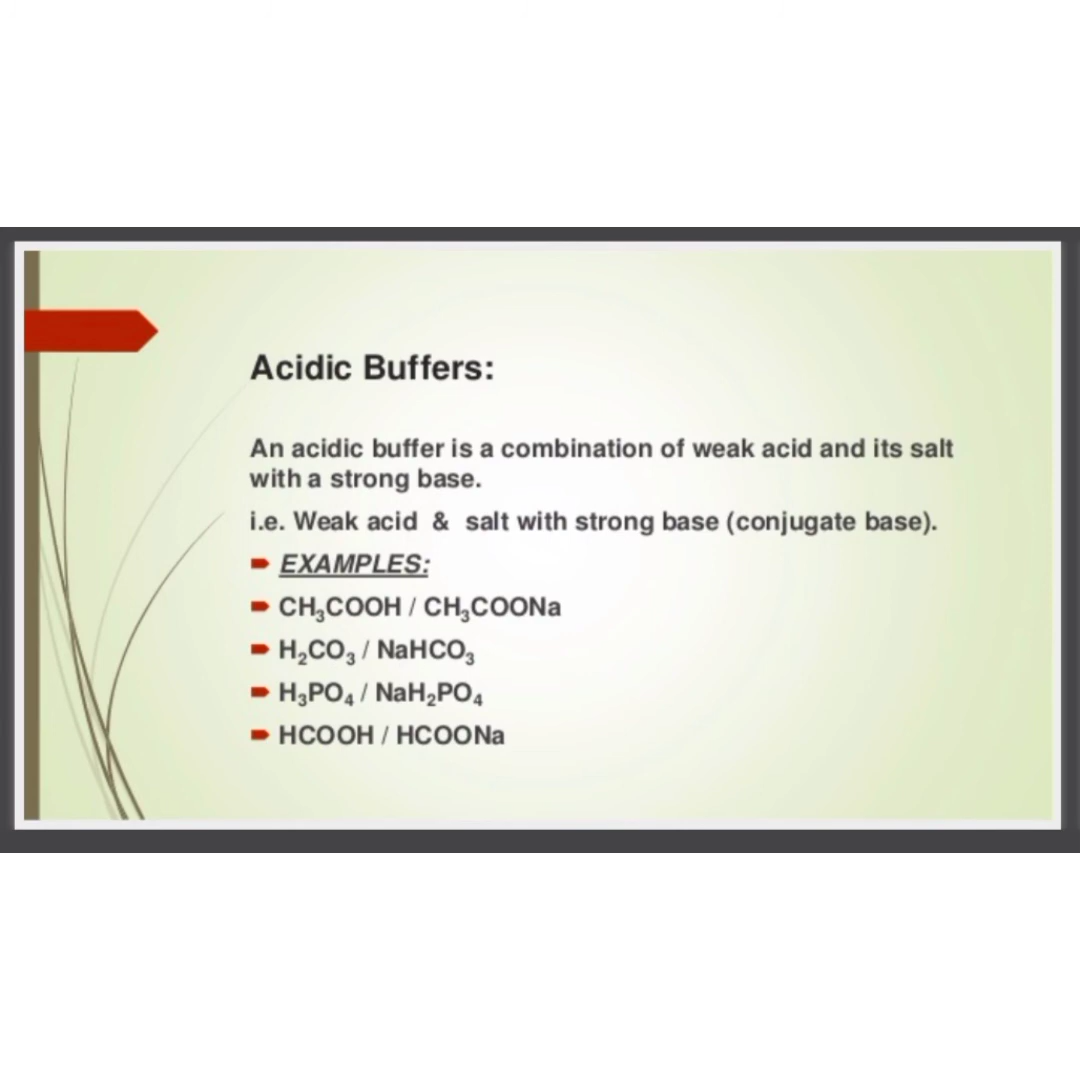 Acidic Buffers:
An acidic buffer is a combination of weak acid and its salt
with a strong base.
i.e. Weak acid & salt with strong base (conjugate base).
EXAMPLES:
CH₃COOH / CH₃COONa
H₂CO₃ / NaHCO₃
H₃PO₄ / NaH₂PO₄
HCOOH / HCOONa